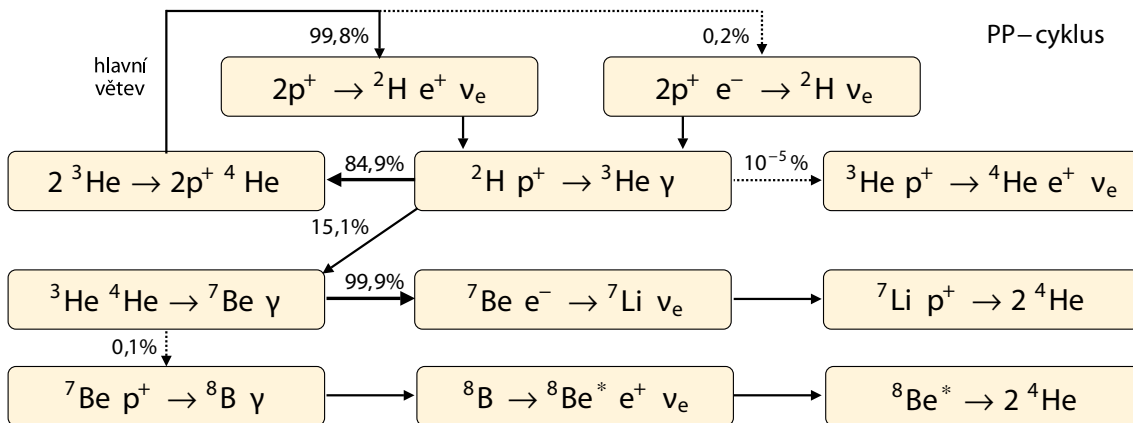 99,8%
0,2%
PP–cyklus
hlavní
větev
2p⁺ → ²H e⁺ νₑ
2p⁺ e⁻ → ²H νₑ
2 ³He → 2p⁺ ⁴ He
84,9%
²H p⁺ → ³He γ
10⁻⁵%
³He p⁺ → ⁴He e⁺ νₑ
15,1%
³He ⁴He → ⁷Be γ
99,9%
⁷Be e⁻ → ⁷Li νₑ
⁷Li p⁺ → 2 ⁴He
0,1%
⁷Be p⁺ → ⁸B γ
⁸B → ⁸Be* e⁺ νₑ
⁸Be* → 2 ⁴He